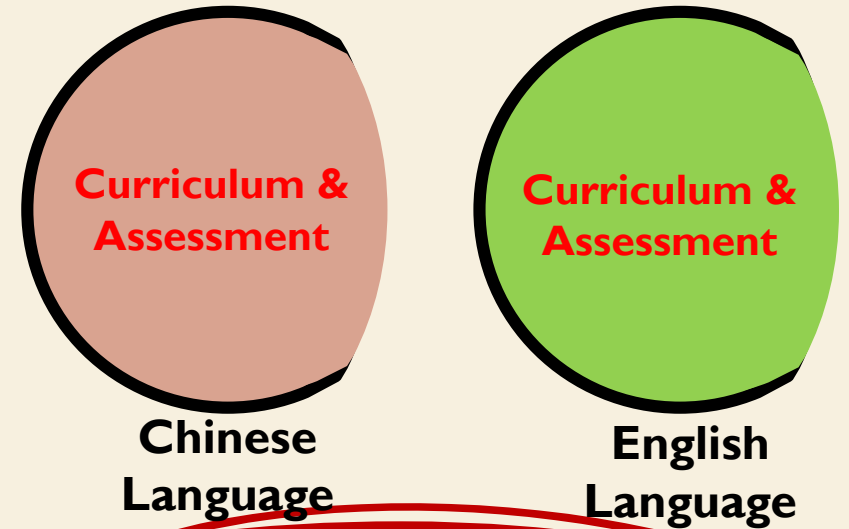 Curriculum &
Assessment
Chinese
Language
Curriculum &
Assessment
English
Language